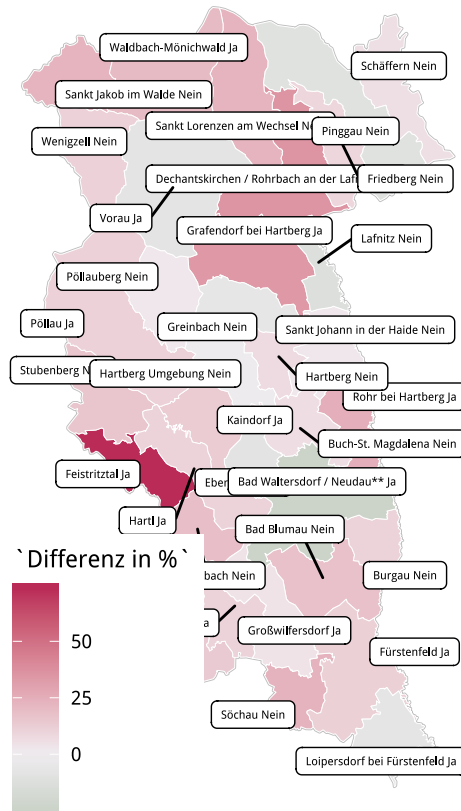 Waldbach-Mönichwald Ja
Schäffern Nein
Sankt Jakob im Walde Nein
Sankt Lorzen am Wechsel
Pinggau Nein
Wenigzell Nein
Dechantskirchen / Rohrbach an der
Friedberg Nein
Vorau Ja
Grafendorf bei Hartberg Ja
Lafnitz Nein
Pöllauberg Nein
Pöllau Ja
Greinbach Nein
Sankt Johann in der Haide Nein
Stubenberg
Hartberg Umgebung Nein
Hartberg Nein
Rohr bei Hartberg Ja
Kaindorf Ja
Buch-St. Magdalena Nein
Feistritztal Ja
Bad Waltersdorf / Neudau** Ja
Hartl Ja
Bad Blumau Nein
`Differenz in %`
bach Nein
Burgau Nein
Großwilfersdorf Ja
Fürstenfeld Ja
50
25
0
Söchau Nein
Loipersdorf bei Fürstenfeld Ja